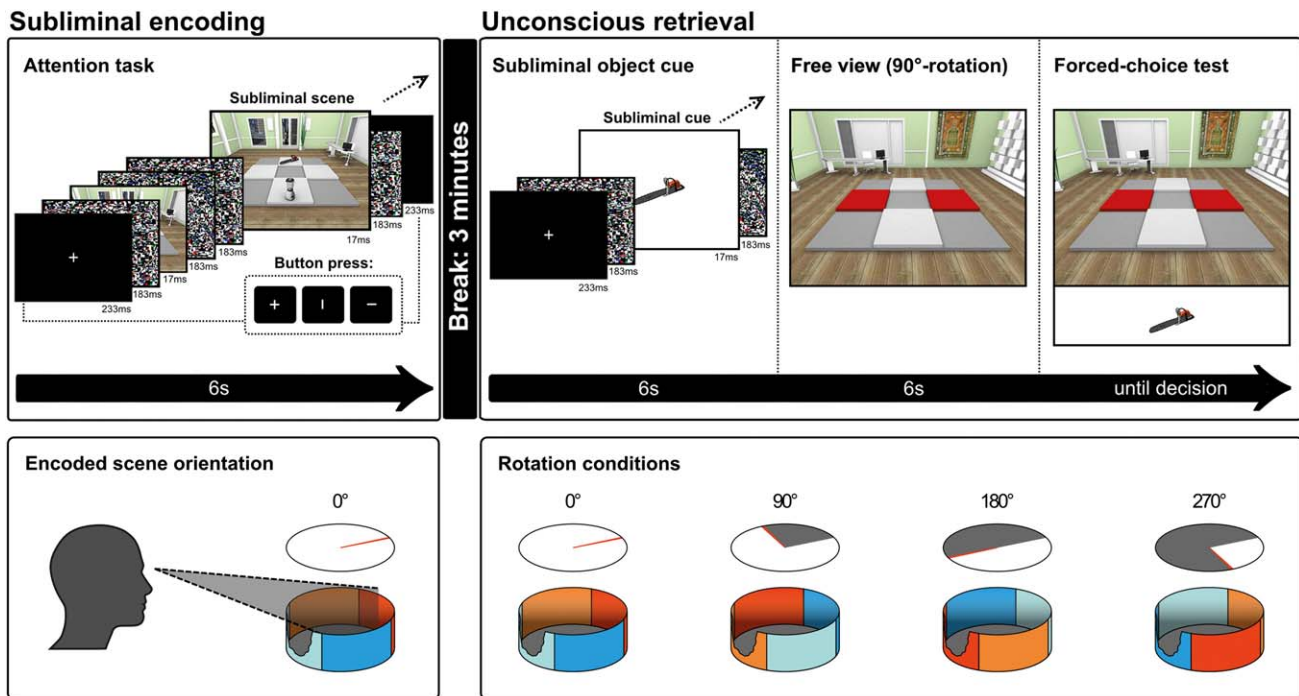 Subliminal encoding
Attention task
Subliminal scene
233ms
183ms
17ms
183ms
17ms
183ms
233ms
Button press:
6s
Break: 3 minutes
Unconscious retrieval
Subliminal object cue
Subliminal cue
233ms
183ms
17ms
183ms
6s
Free view (90°-rotation)
6s
Forced-choice test
until decision
Encoded scene orientation
0°
Rotation conditions
0° 90° 180° 270°